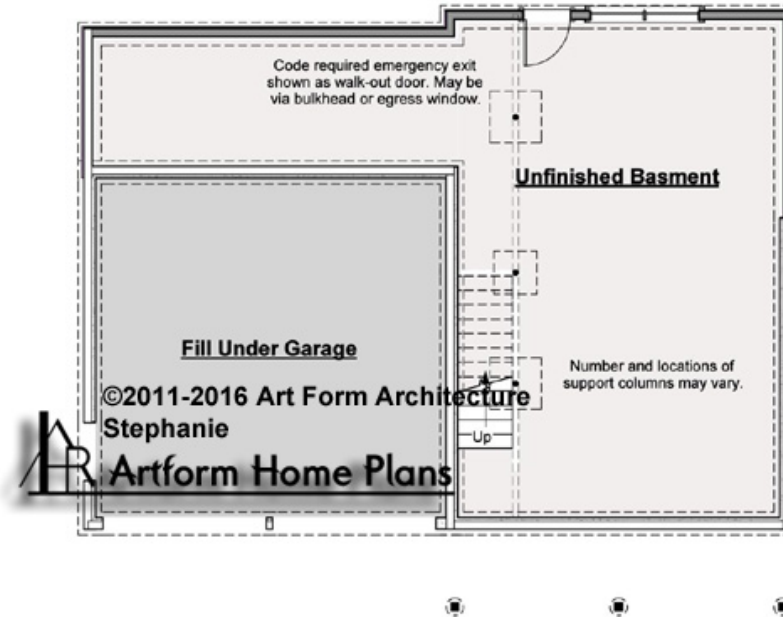 Code required emergency exit
shown as walk-out door. May be
via bulkhead or egress window.
Unfinished Basment
Fill Under Garage
Number and locations of
support columns may vary.
©2011-2016 Art Form Architecture
Stephanie
Up
AFR Artform Home Plans